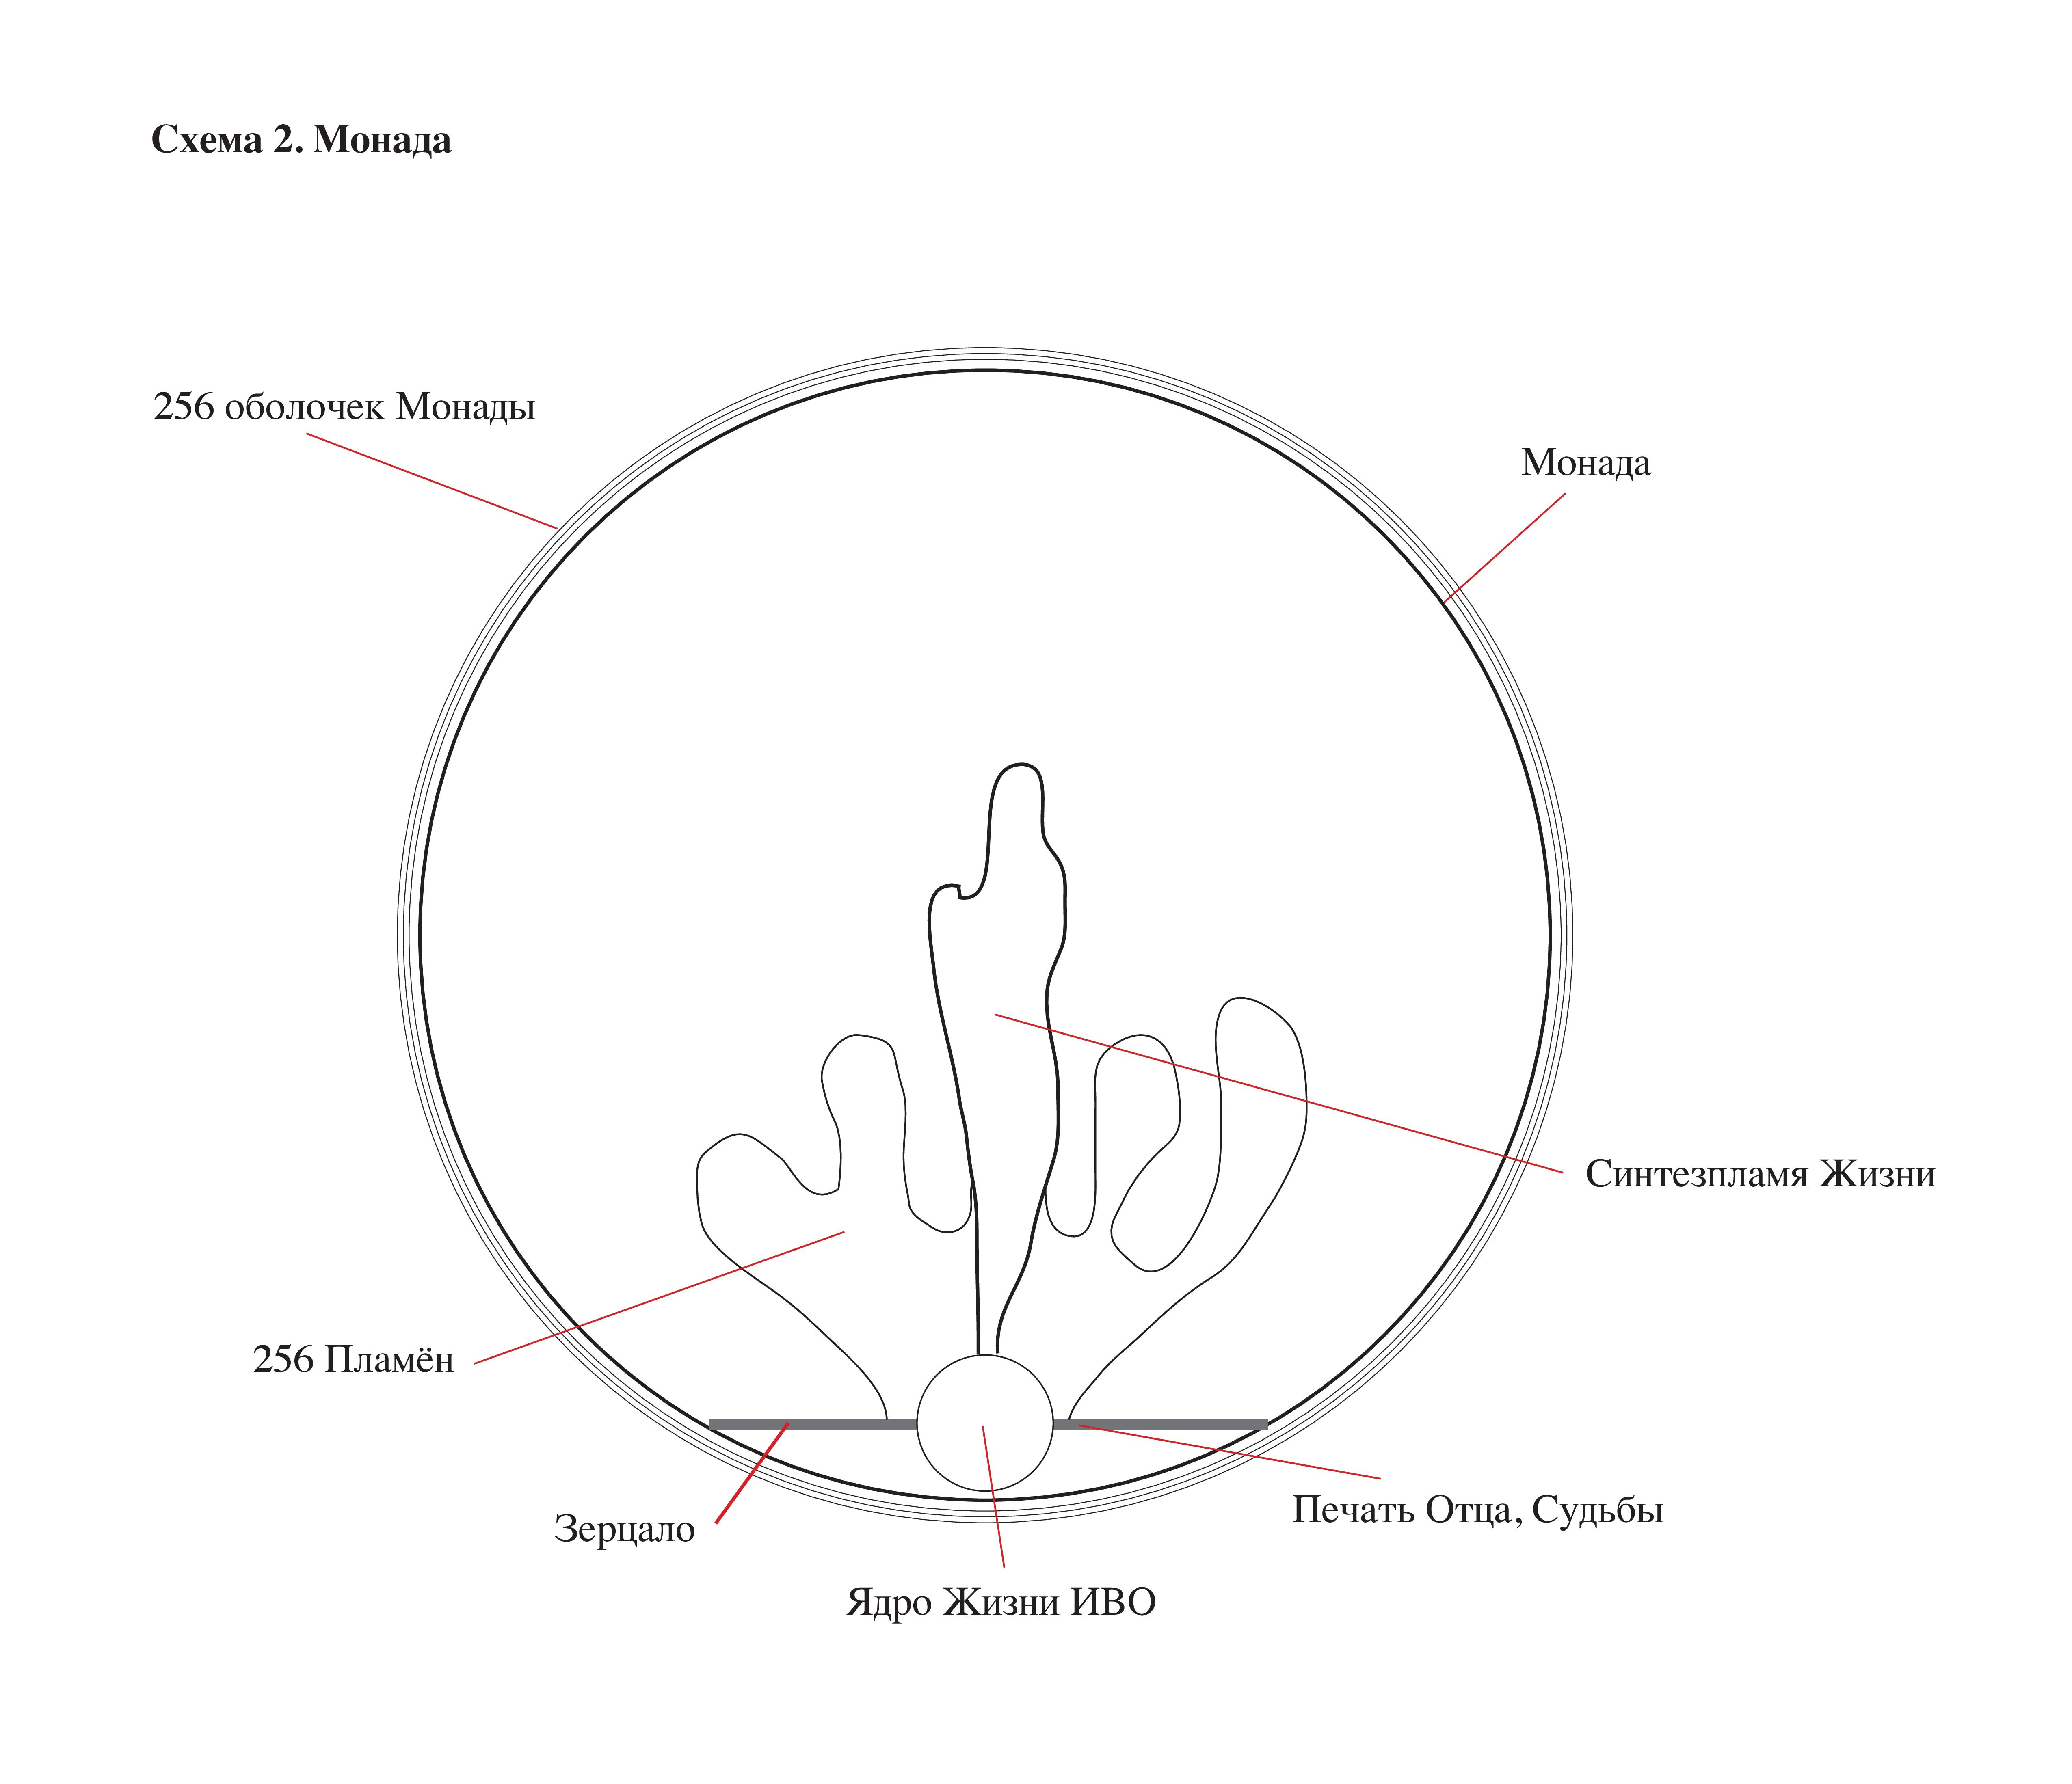 Схема 2. Монада
256 оболочек Монады
Монада
Синтезпламя Жизни
256 Пламён
Печать Отца, Судьбы
Зерцало
Ядро Жизни ИВО